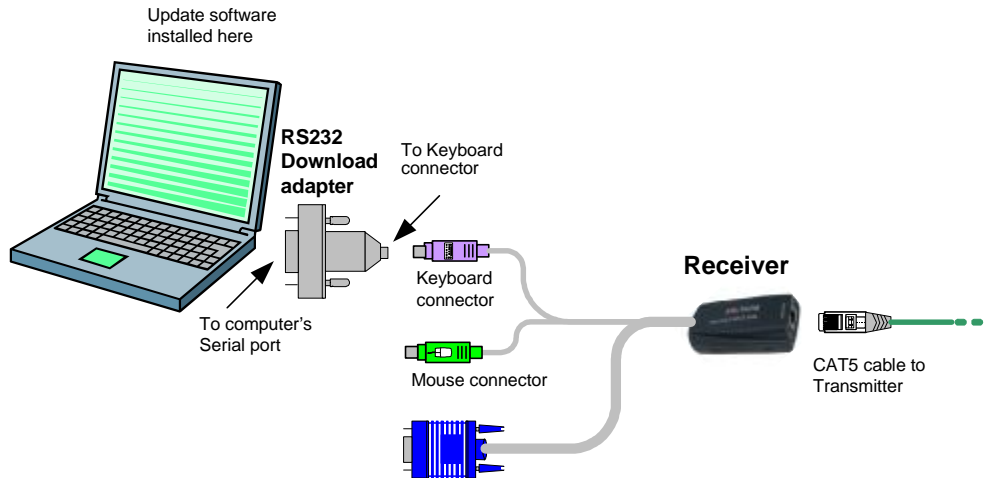 Update software
installed here
RS232
Download
adapter
To Keyboard
connector
To computer's
Serial port
Keyboard
connector
Mouse connector
Receiver
CAT5 cable to
Transmitter